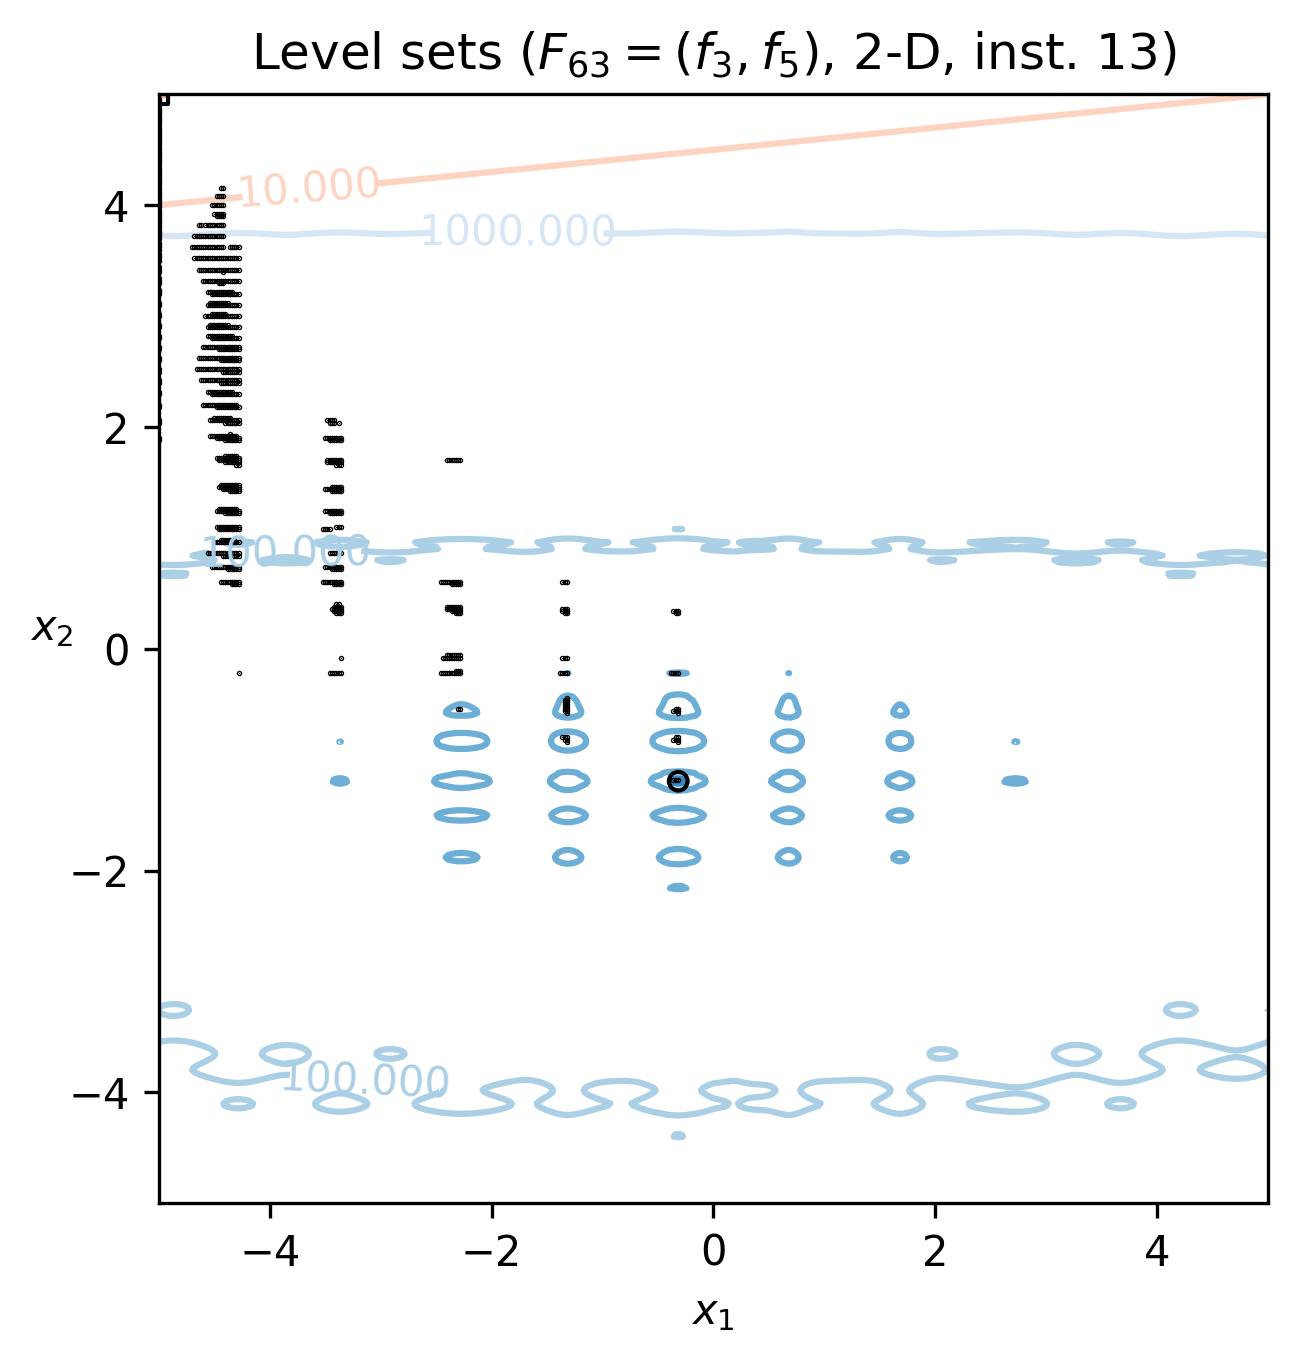 Level sets (F₆₃ = (f₃, f₅), 2-D, inst. 13)
10.000
4
1000.000
2
100.000
x₂
0
−2
100.000
−4
−4 −2 0 2 4
x₁